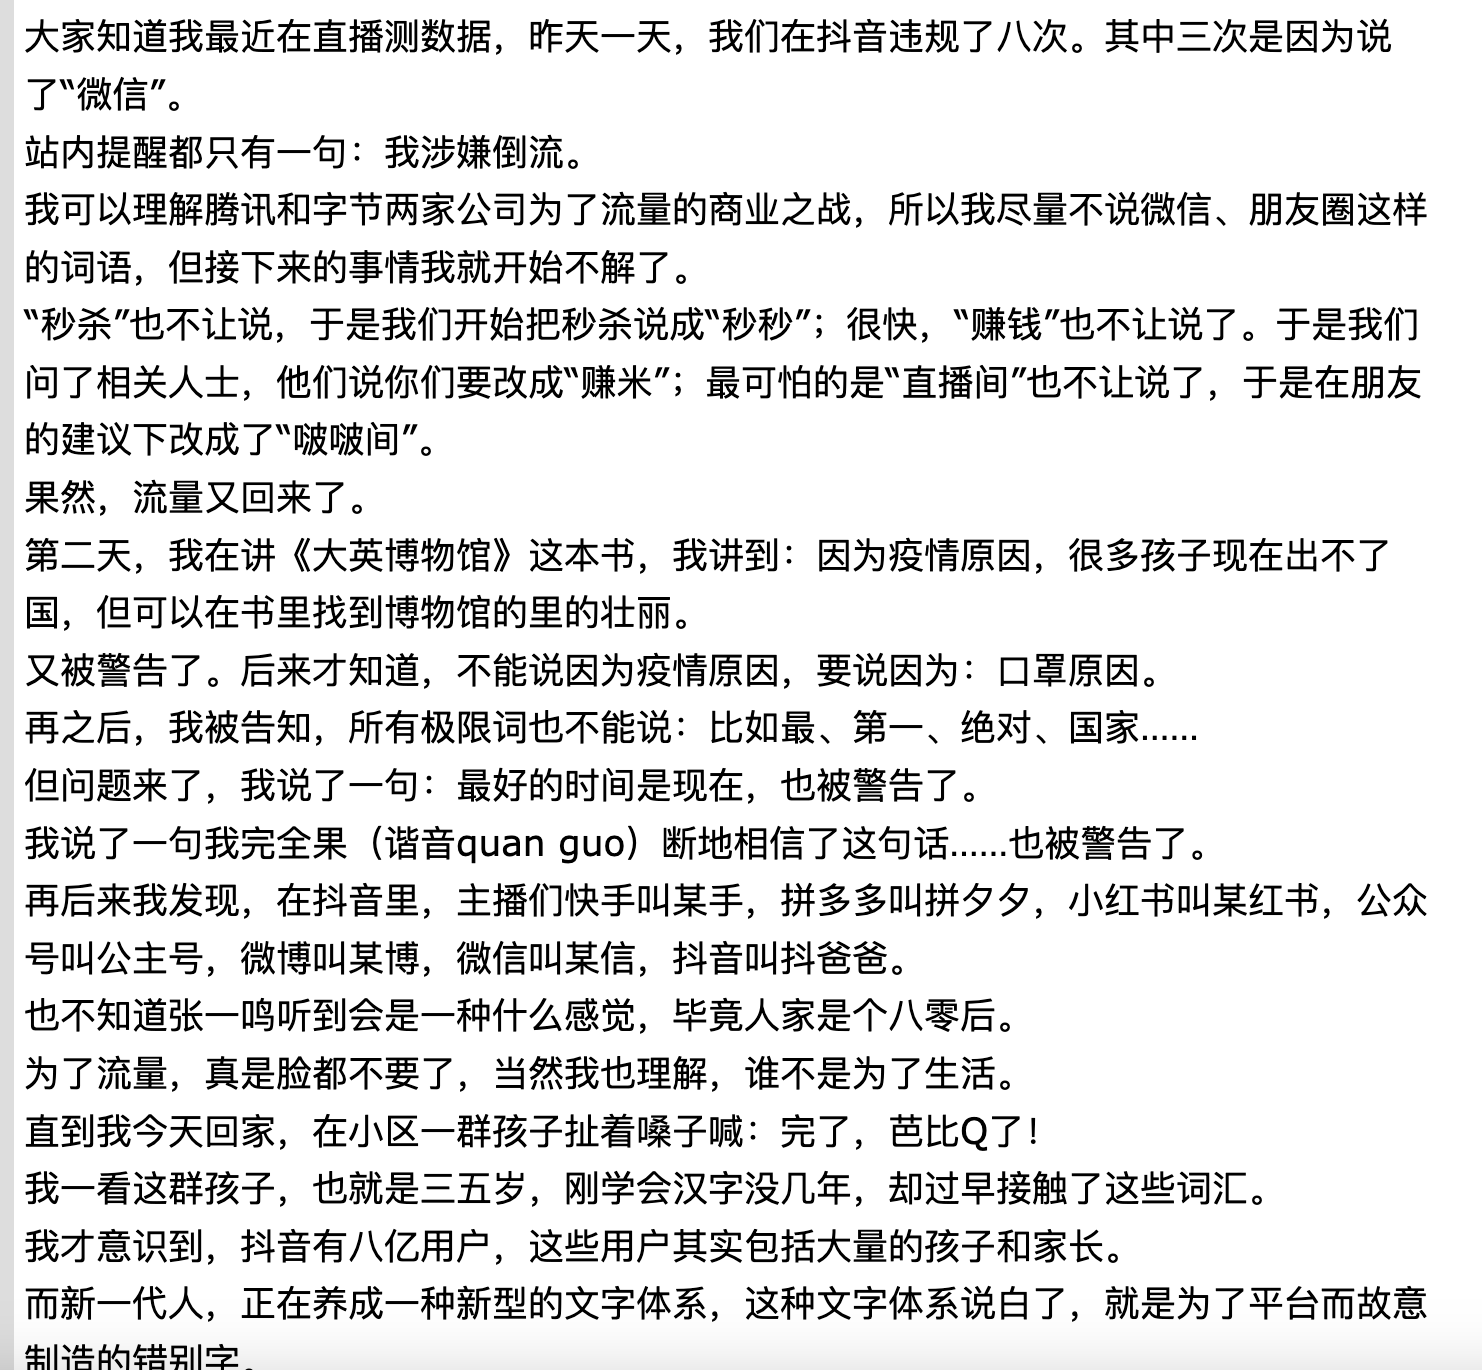 大家知道我最近在直播测数据，昨天一天，我们在抖音违规了八次。其中三次是因为说
了“微信”。
站内提醒都只有一句：我涉嫌倒流。
我可以理解腾讯和字节两家公司为了流量的商业之战，所以我尽量不说微信、朋友圈这样
的词语，但接下来的事情我就开始不解了。
“秒杀”也不让说，于是我们开始把秒杀说成“秒秒”；很快，“赚钱”也不让说了。于是我们
问了相关人士，他们说你们要改成“赚米”；最可怕的是“直播间”也不让说了，于是在朋友
的建议下改成了“啵啵间”。
果然，流量又回来了。
第二天，我在讲《大英博物馆》这本书，我讲到：因为疫情原因，很多孩子现在出不了
国，但可以在书里找到博物馆的里的壮丽。
又被警告了。后来才知道，不能说因为疫情原因，要说因为：口罩原因。
再之后，我被告知，所有极限词也不能说：比如最、第一、绝对、国家……
但问题来了，我说了一句：最好的时间是现在，也被警告了。
我说了一句我完全果（谐音quan guo）断地相信了这句话……也被警告了。
再后来我发现，在抖音里，主播们快手叫某手，拼多多叫拼夕夕，小红书叫某红书，公众
号叫公主号，微博叫某博，微信叫某信，抖音叫抖爸爸。
也不知道张一鸣听到会是一种什么感觉，毕竟人家是个八零后。
为了流量，真是脸都不要了，当然我也理解，谁不是为了生活。
直到我今天回家，在小区一群孩子扯着嗓子喊：完了，芭比Q了！
我一看这群孩子，也就是三五岁，刚学会汉字没几年，却过早接触了这些词汇。
我才意识到，抖音有八亿用户，这些用户其实包括大量的孩子和家长。
而新一代人，正在养成一种新型的文字体系，这种文字体系说白了，就是为了平台而故意
制造的错别字。